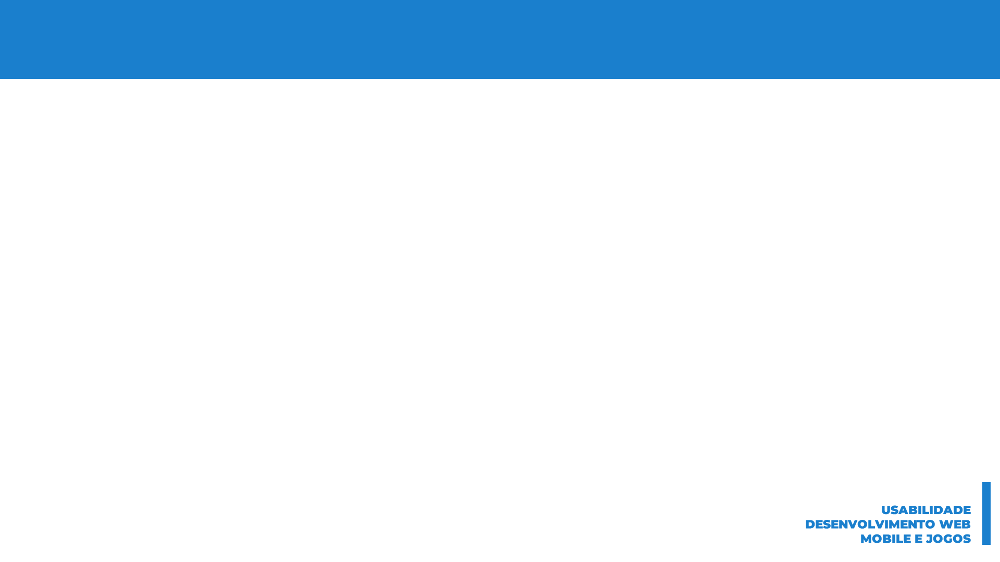 USABILIDADE
DESENVOLVIMENTO WEB
MOBILE E JOGOS